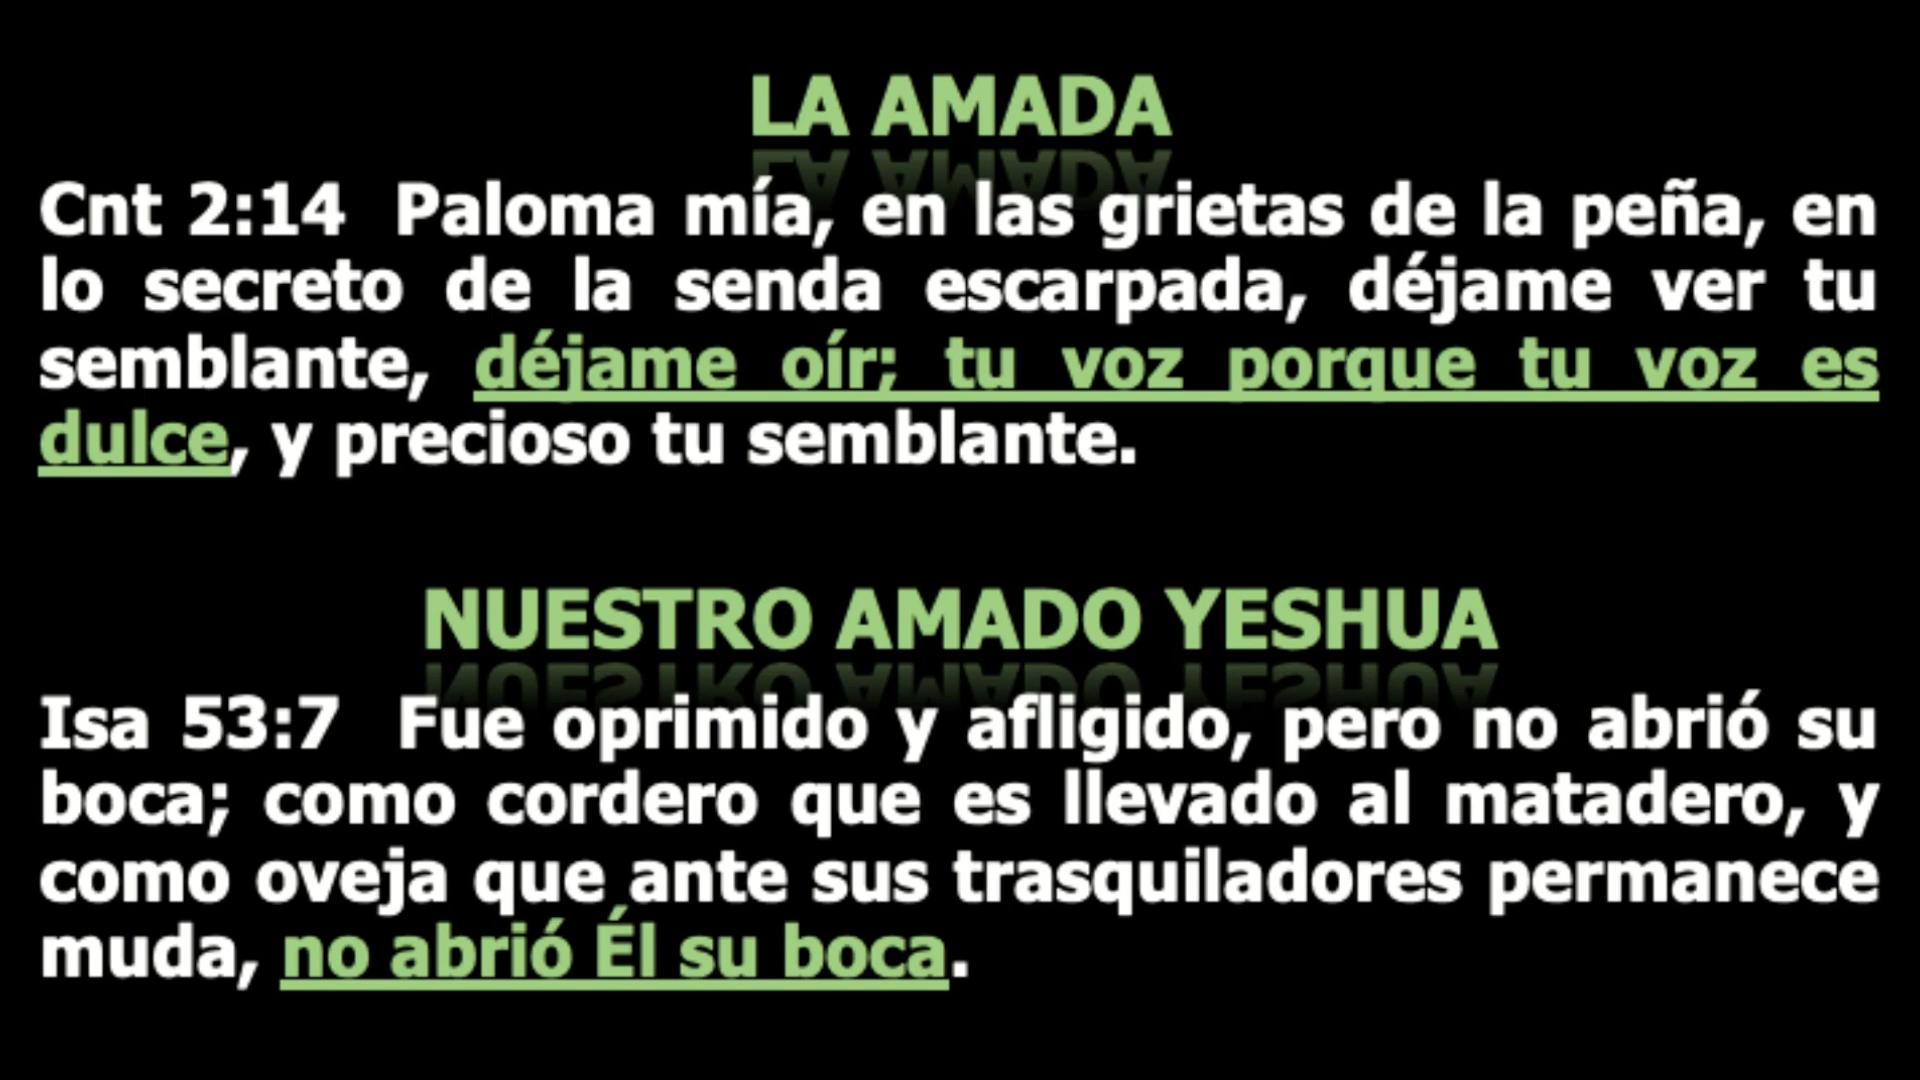 LA AMADA
Cnt 2:14 Paloma mía, en las grietas de la peña, en
lo secreto de la senda escarpada, déjame ver tu
semblante, déjame oír; tu voz porque tu voz es
dulce, y precioso tu semblante.
NUESTRO AMADO YESHUA
Isa 53:7 Fue oprimido y afligido, pero no abrió su
boca; como cordero que es llevado al matadero, y
como oveja que ante sus trasquiladores permanece
muda, no abrió Él su boca.